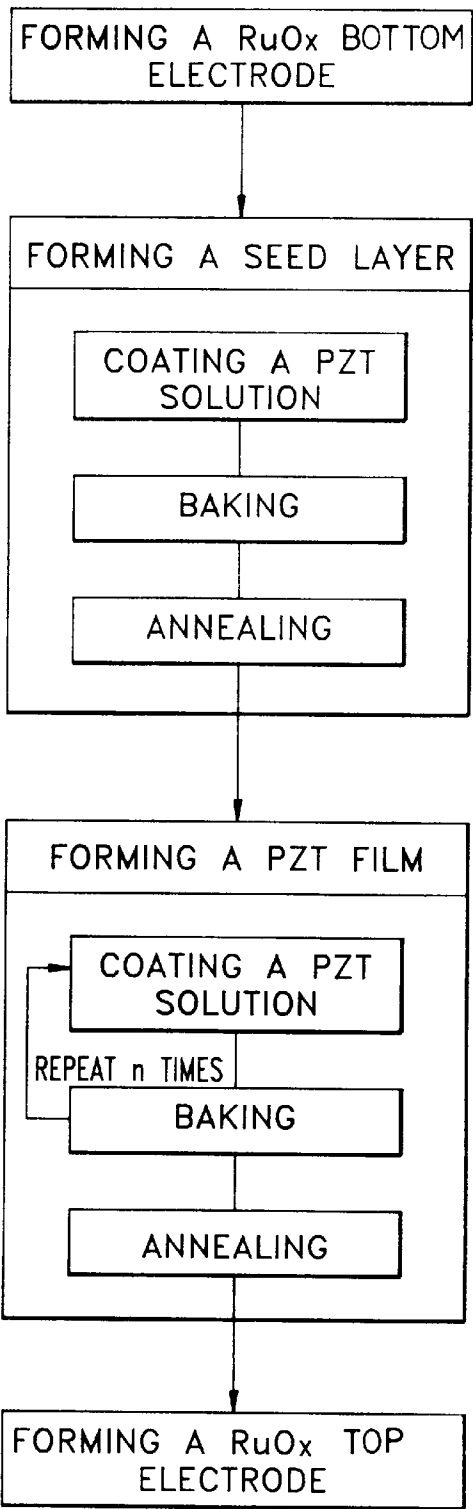 FORMING A RuOx BOTTOM
ELECTRODE
FORMING A SEED LAYER
COATING A PZT
SOLUTION
BAKING
ANNEALING
FORMING A PZT FILM
COATING A PZT
SOLUTION
REPEAT n TIMES
BAKING
ANNEALING
FORMING A RuOx TOP
ELECTRODE